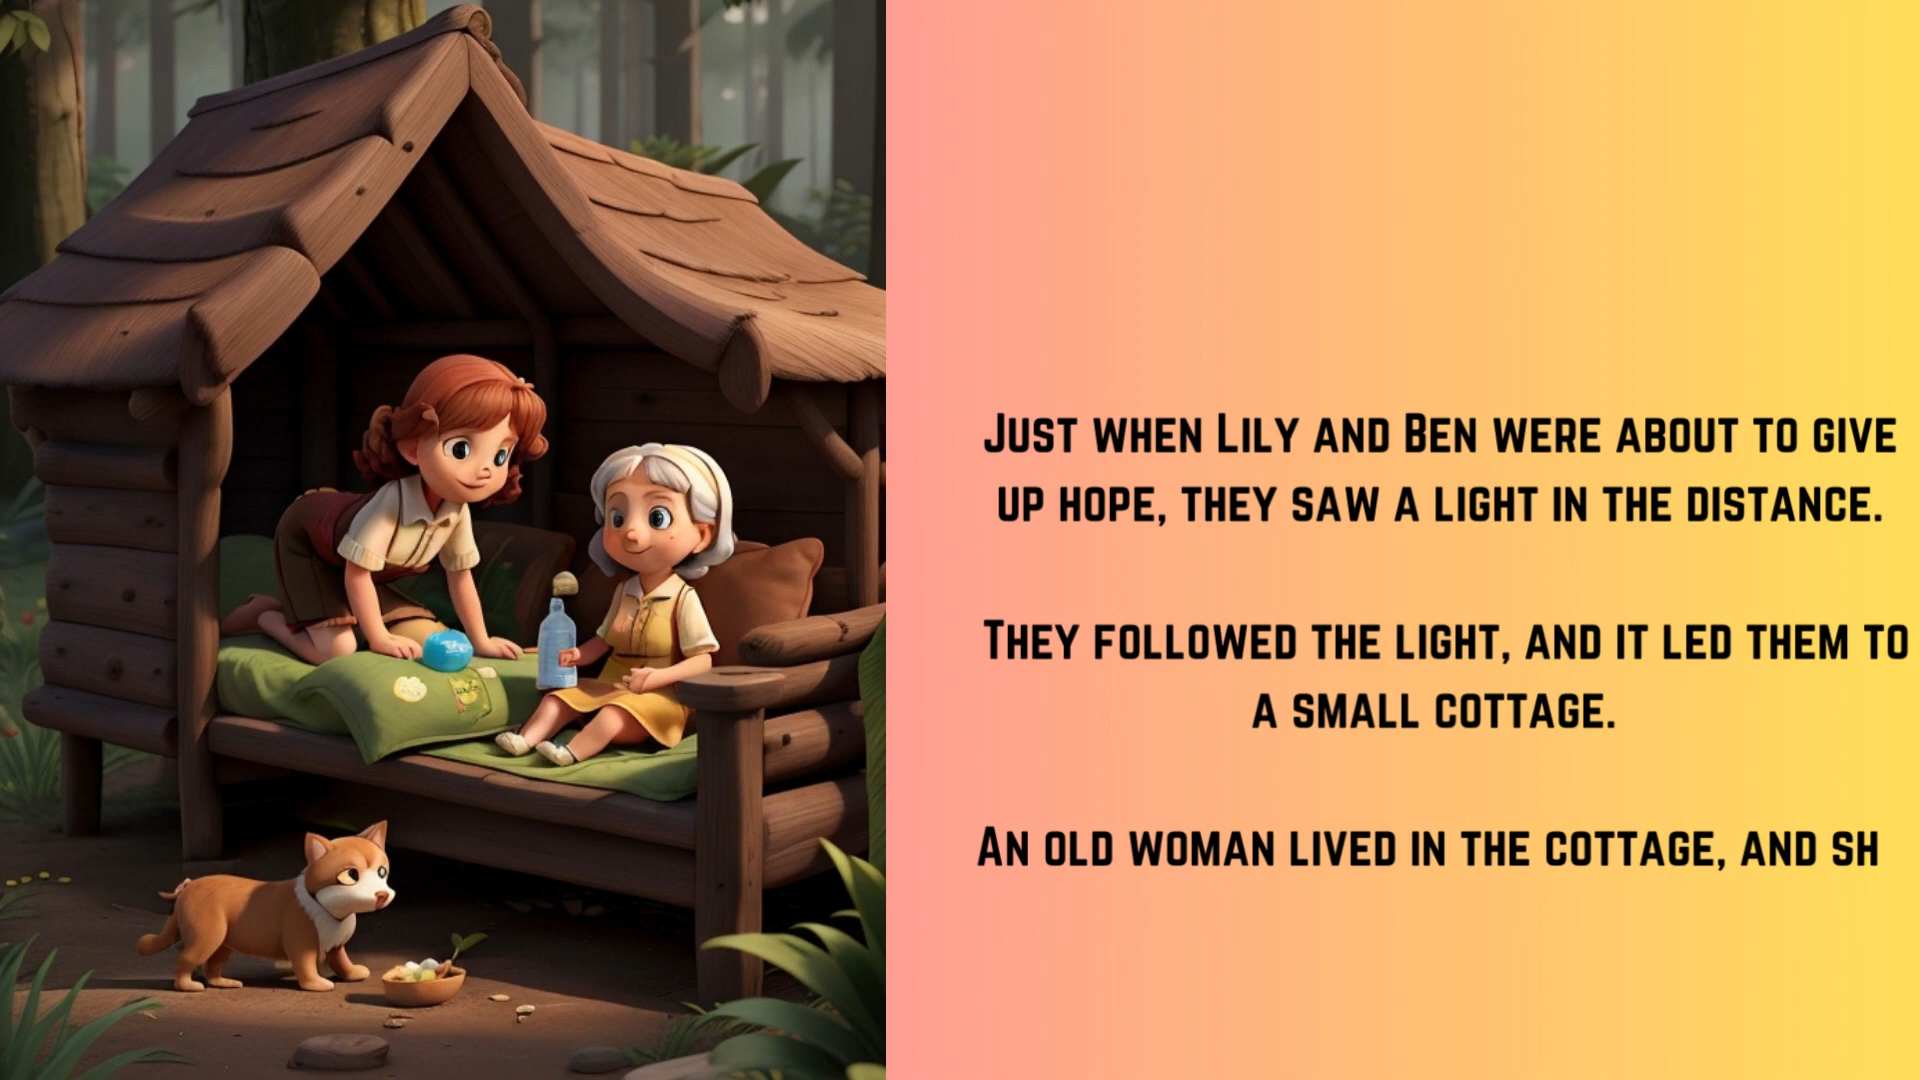 Just when Lily and Ben were about to give
up hope, they saw a light in the distance.
They followed the light, and it led them to
a small cottage.
An old woman lived in the cottage, and sh